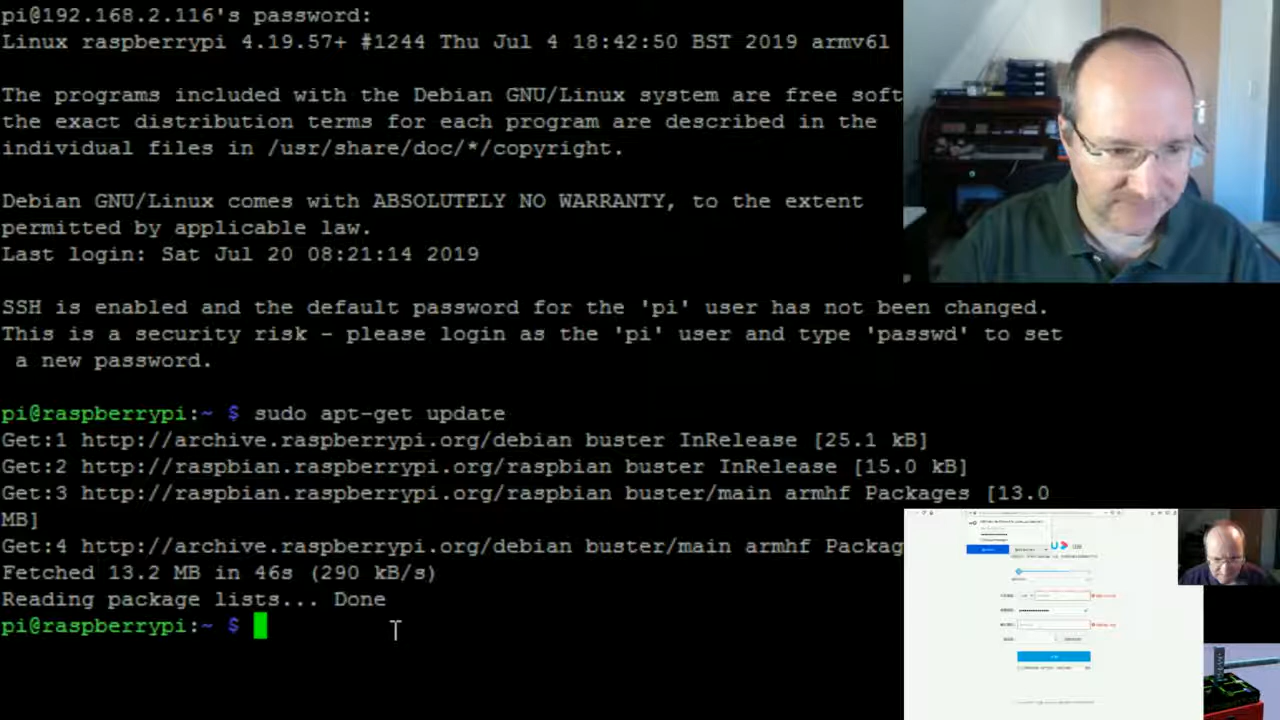 pi@192.168.2.116's password:
Linux raspberrypi 4.19.57+ #1244 Thu Jul 4 18:42:50 BST 2019 armv6l
The programs included with the Debian GNU/Linux system are free soft
the exact distribution terms for each program are described in the
individual files in /usr/share/doc/*/copyright.
Debian GNU/Linux comes with ABSOLUTELY NO WARRANTY, to the extent
permitted by applicable law.
Last login: Sat Jul 20 08:21:14 2019
SSH is enabled and the default password for the 'pi' user has not been changed.
This is a security risk - please login as the 'pi' user and type 'passwd' to set
a new password.
pi@raspberrypi:~ $ sudo apt-get update
Get:1 http://archive.raspberrypi.org/debian buster InRelease [25.1 kB]
Get:2 http://raspbian.raspberrypi.org/raspbian buster InRelease [15.0 kB]
Get:3 http://raspbian.raspberrypi.org/raspbian buster/main armhf Packages [13.0
MB]
Get:4 http://archive.raspberrypi.org/debian buster/main armhf Packag
Fetched 13.2 MB in 46s
Reading package lists... Done
pi@raspberrypi:~ $